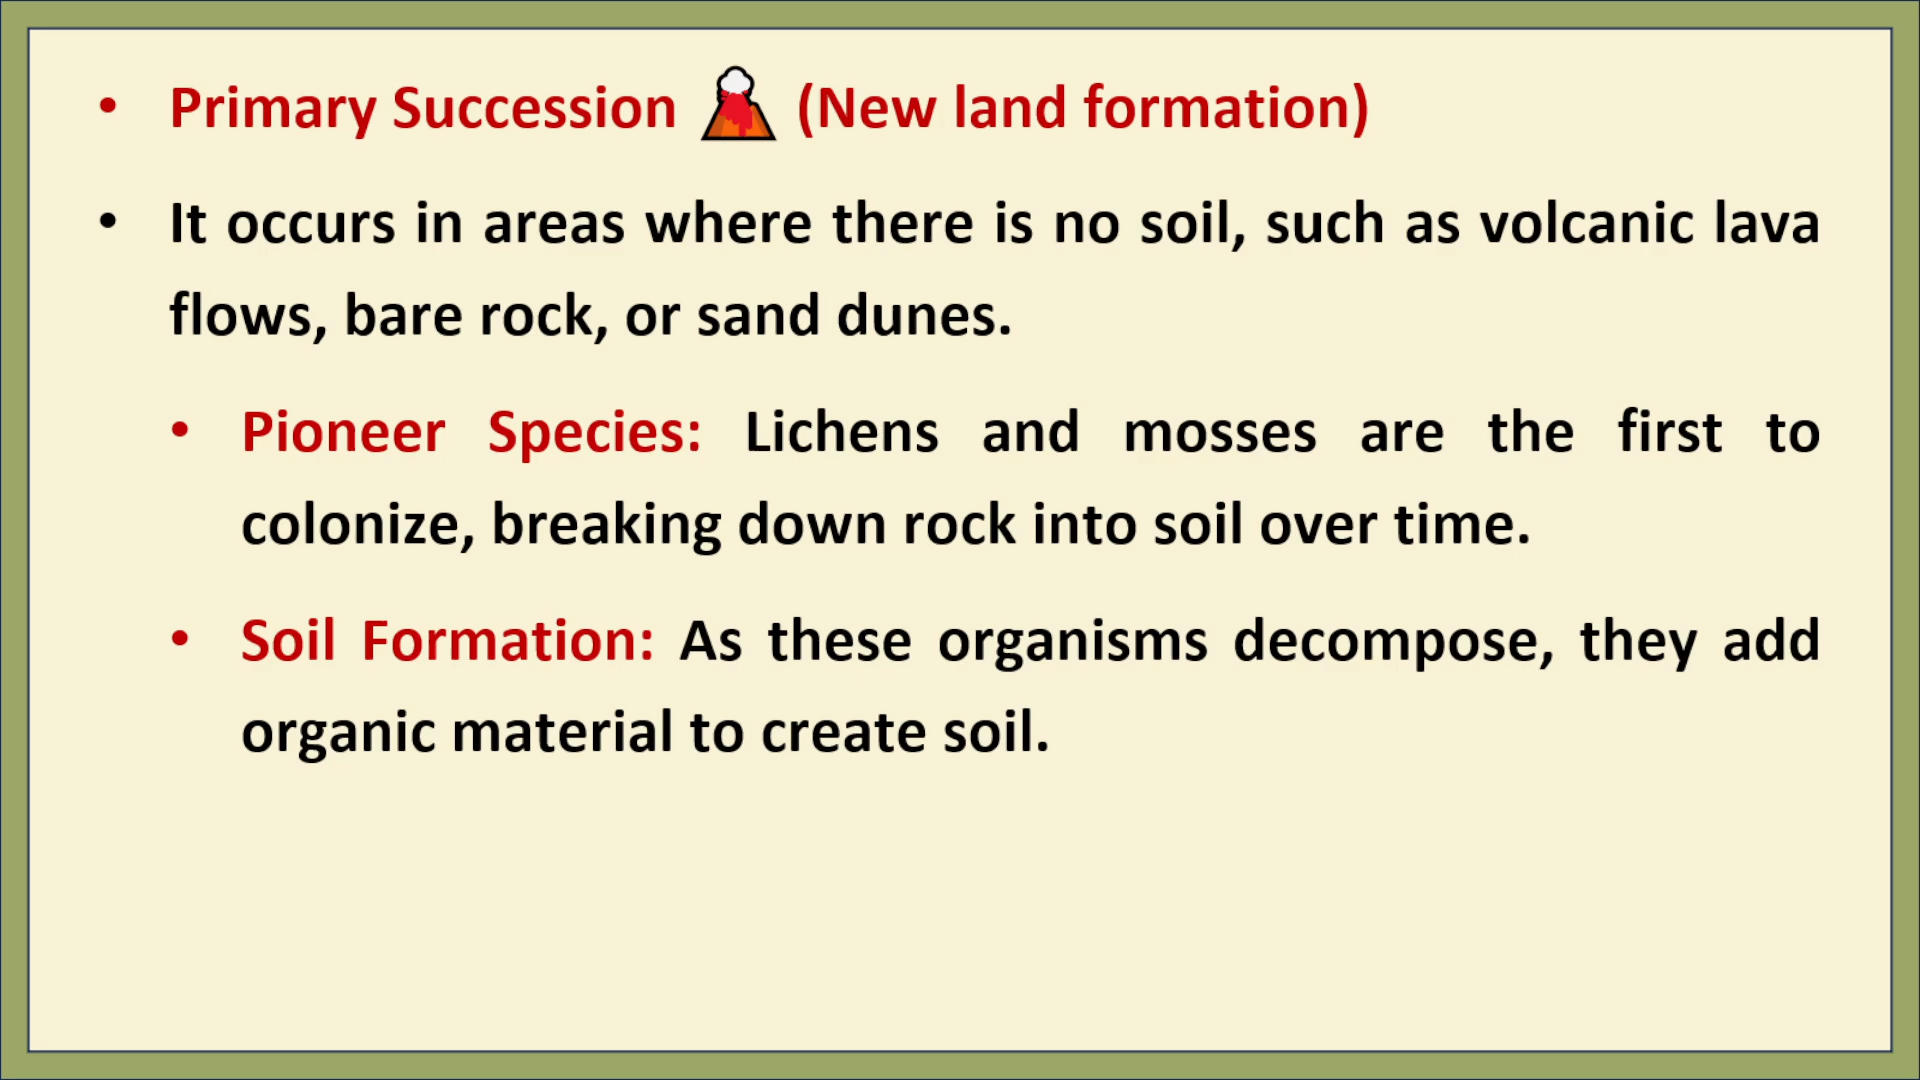 • Primary Succession 🌋 (New land formation)
• It occurs in areas where there is no soil, such as volcanic lava
flows, bare rock, or sand dunes.
• Pioneer Species: Lichens and mosses are the first to
colonize, breaking down rock into soil over time.
• Soil Formation: As these organisms decompose, they add
organic material to create soil.